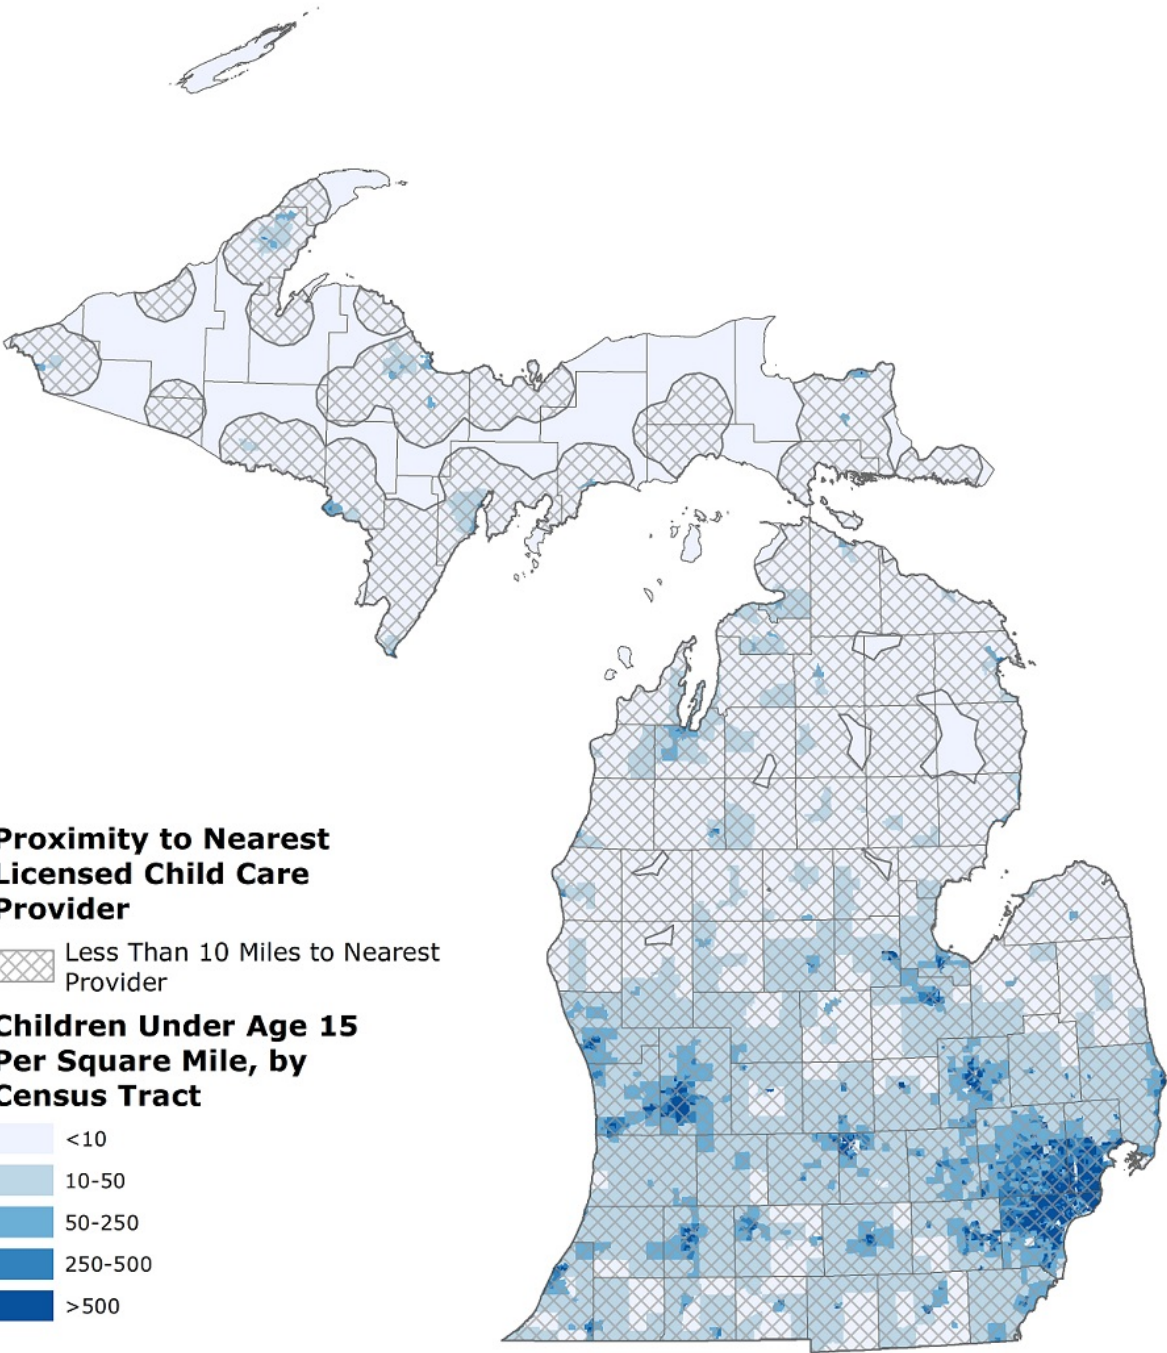 Proximity to Nearest
Licensed Child Care
Provider
Less Than 10 Miles to Nearest
Provider
Children Under Age 15
Per Square Mile, by
Census Tract
<10
10-50
50-250
250-500
>500